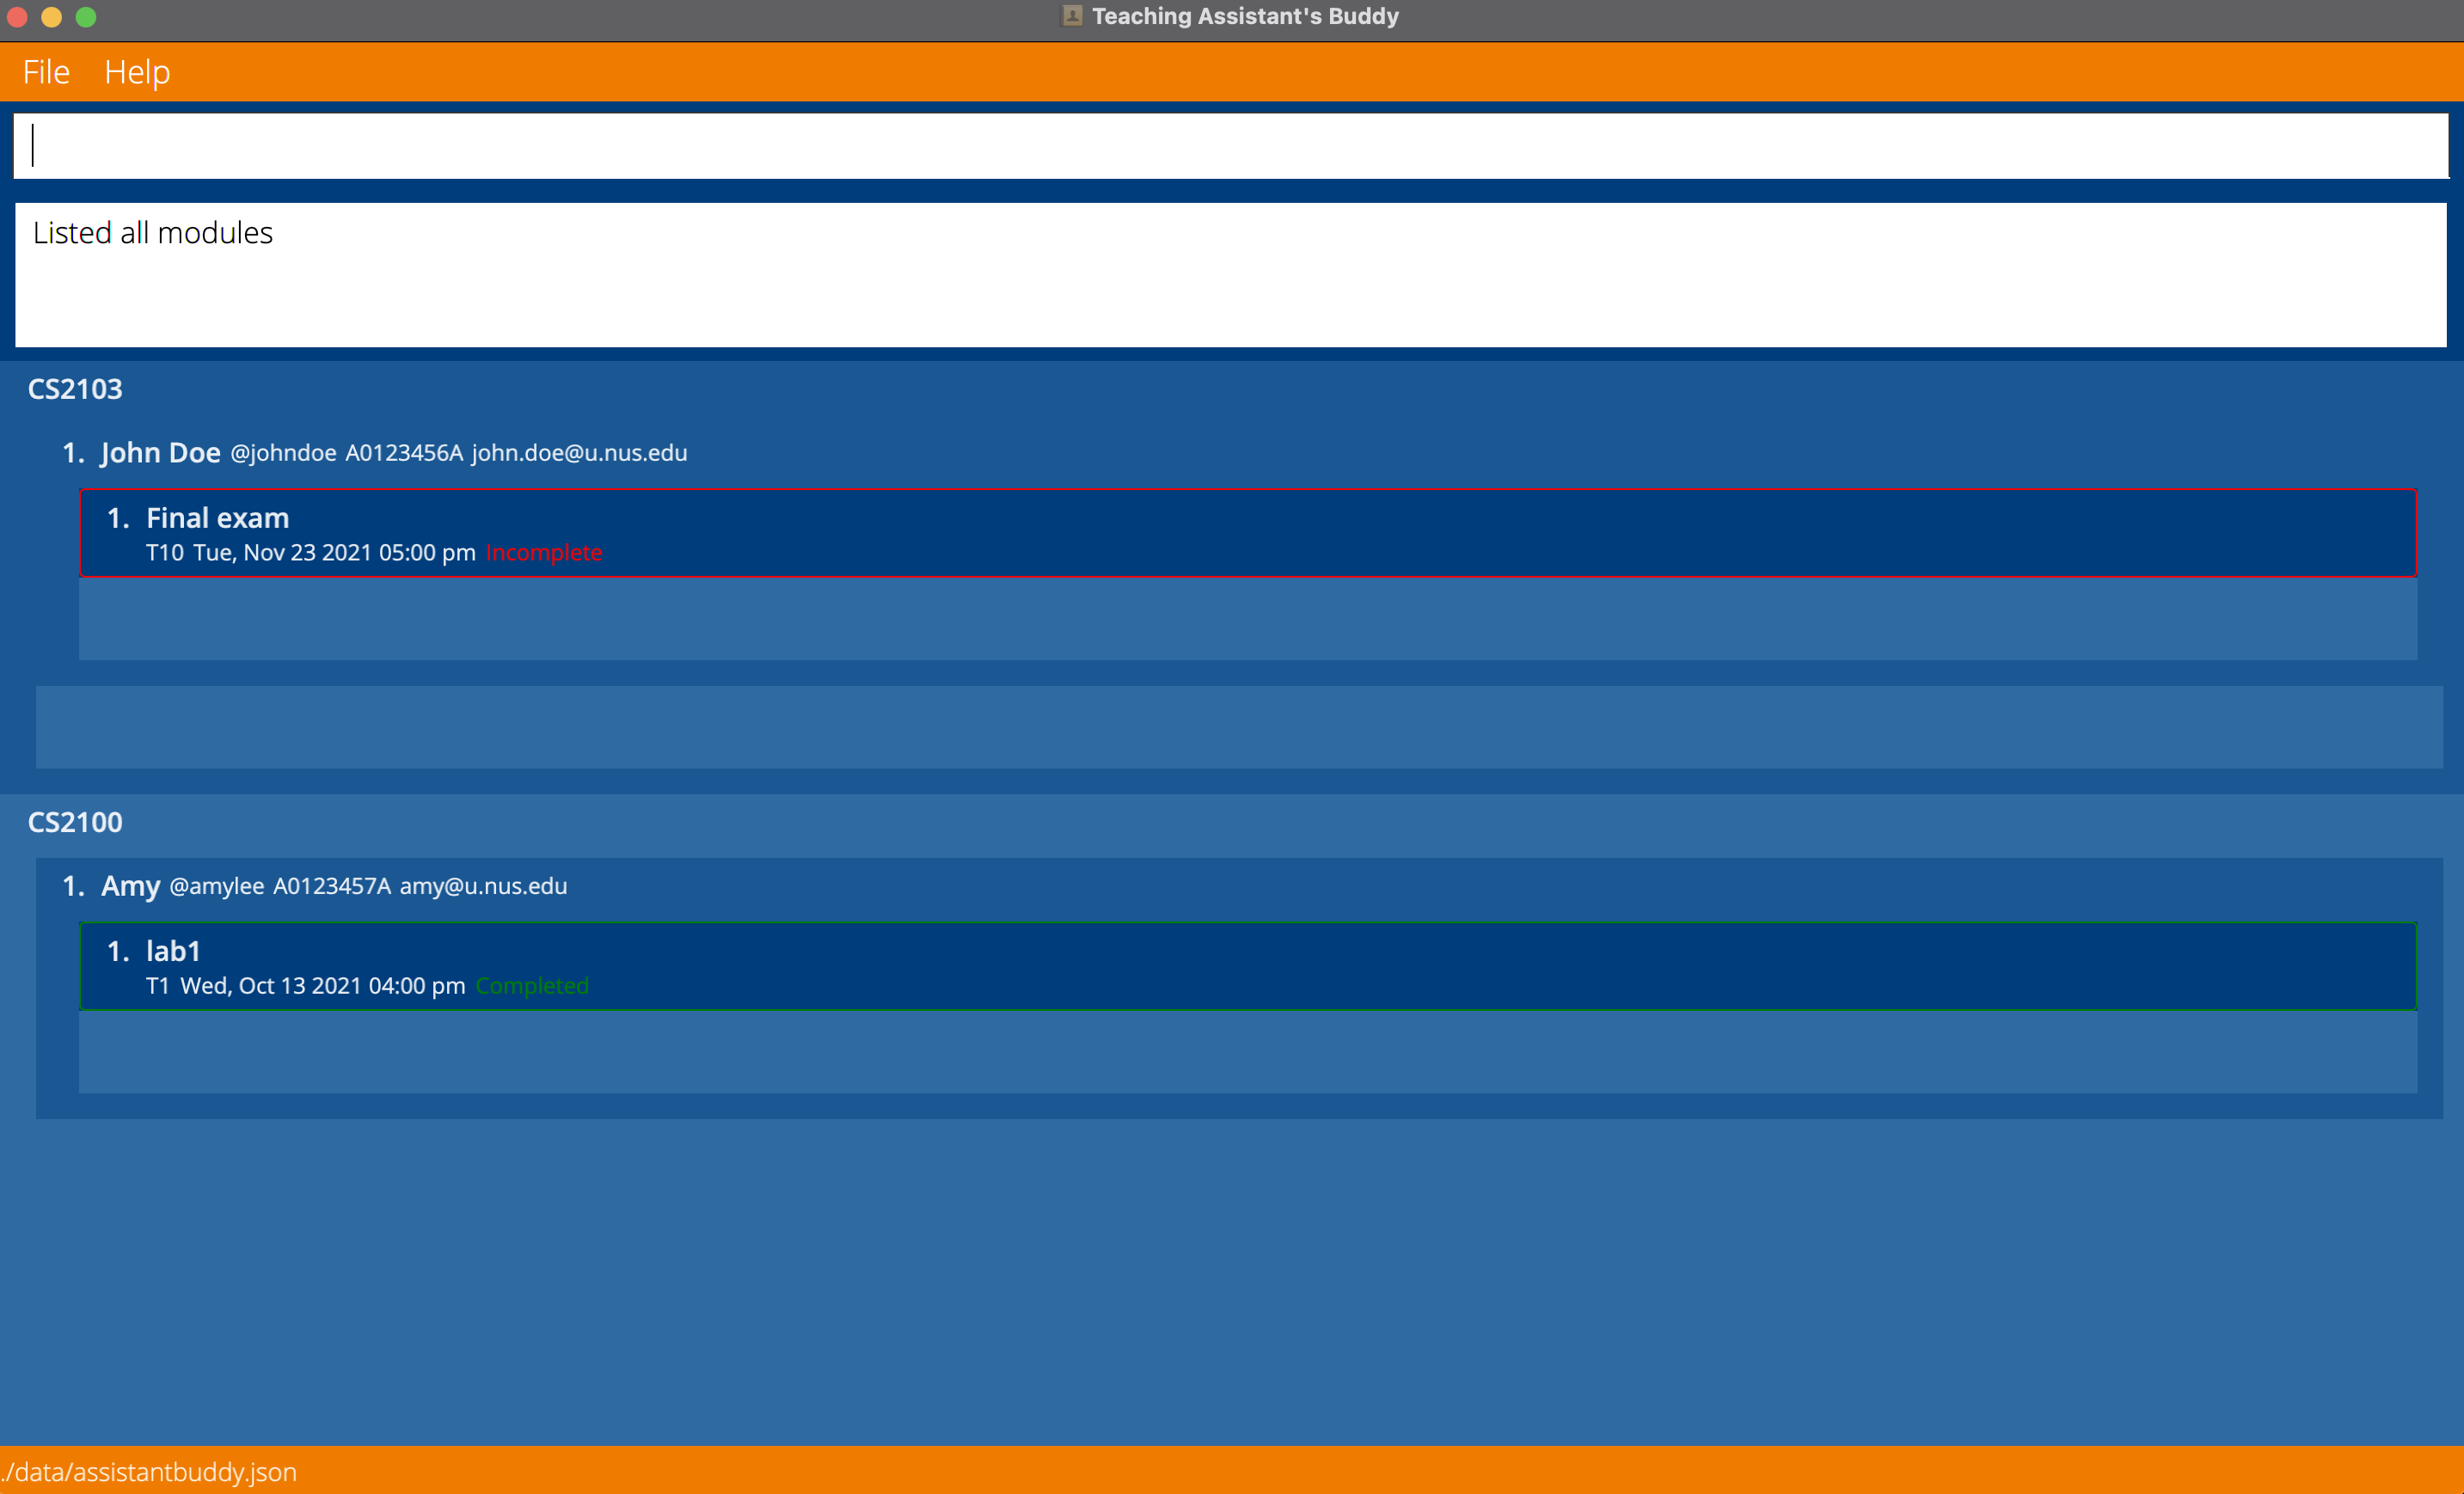 Teaching Assistant's Buddy
File Help
Listed all modules
CS2103
1. John Doe @johndoe A0123456A john.doe@u.nus.edu
1. Final exam
T10 Tue, Nov 23 2021 05:00 pm Incomplete
CS2100
1. Amy @amylee A0123457A amy@u.nus.edu
1. lab1
T1 Wed, Oct 13 2021 04:00 pm Completed
./data/assistantbuddy.json